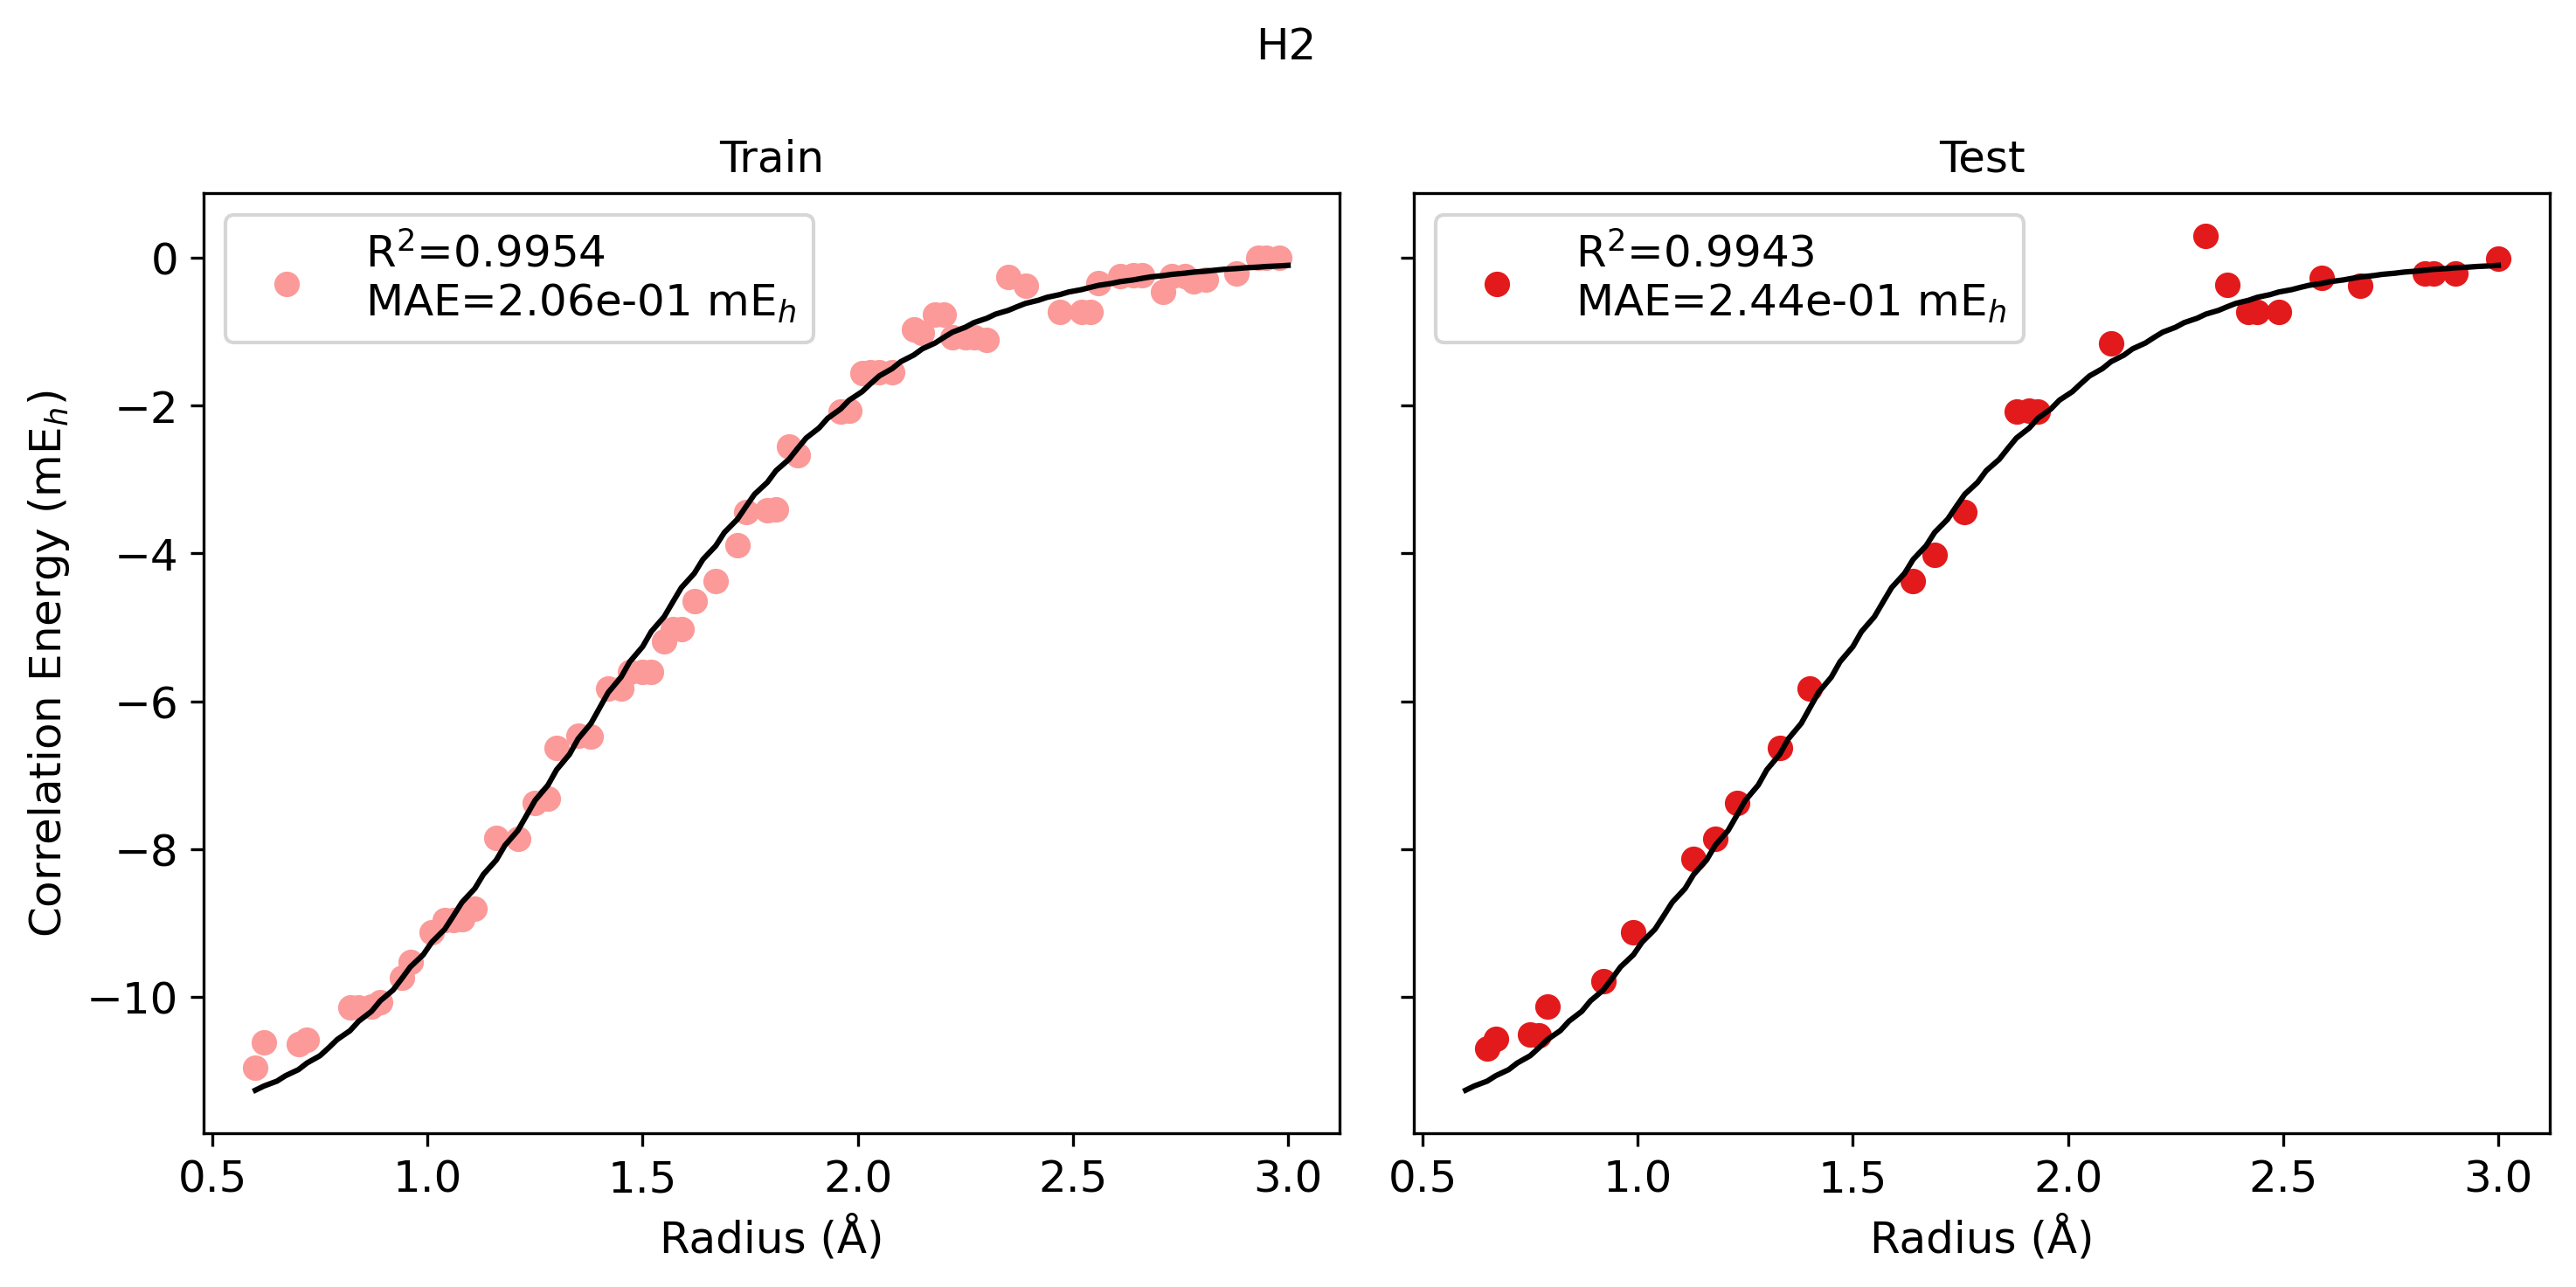 H2
Train
R²=0.9954
MAE=2.06e-01 mEₕ
0
−2
−4
−6
−8
−10
Correlation Energy (mEₕ)
0.5 1.0 1.5 2.0 2.5 3.0
Radius (Å)
Test
R²=0.9943
MAE=2.44e-01 mEₕ
0.5 1.0 1.5 2.0 2.5 3.0
Radius (Å)